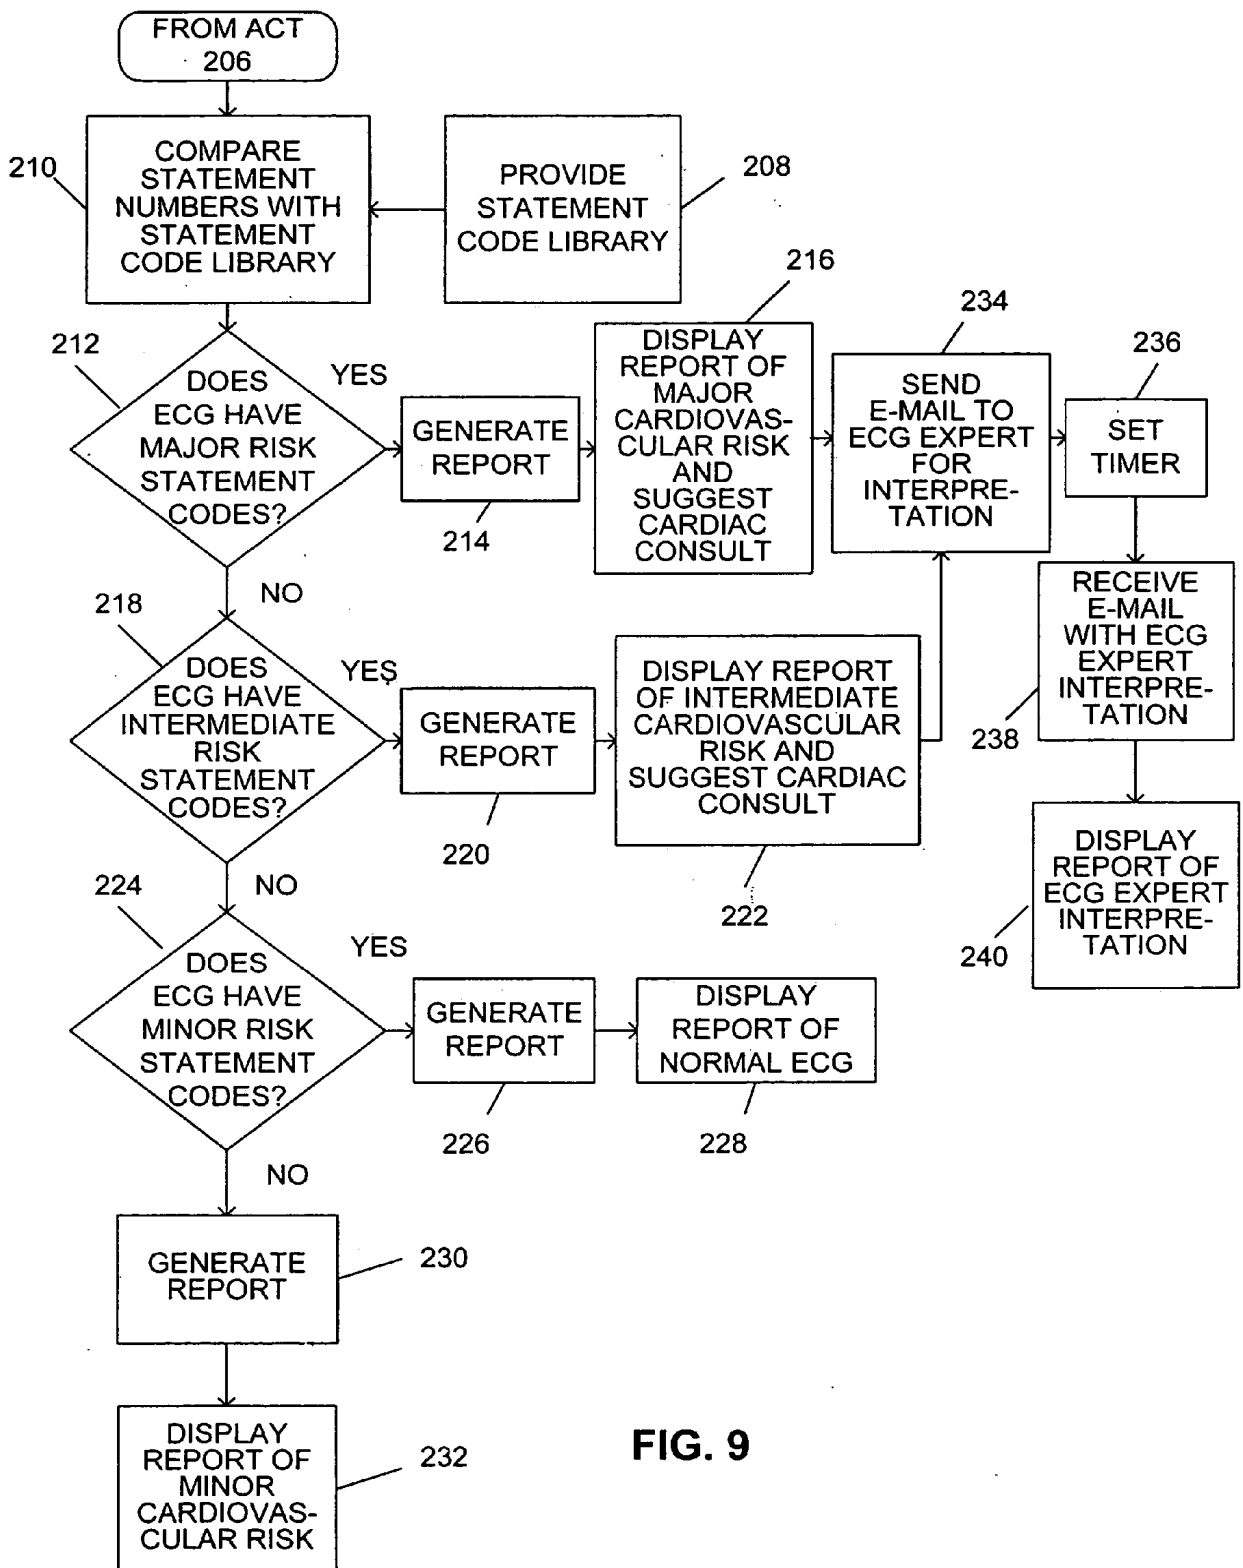 FROM ACT
206
210
COMPARE
STATEMENT
NUMBERS WITH
STATEMENT
CODE LIBRARY
PROVIDE
STATEMENT
CODE LIBRARY
208
212
DOES
ECG HAVE
MAJOR RISK
STATEMENT
CODES?
YES
GENERATE
REPORT
214
216
DISPLAY
REPORT OF
MAJOR
CARDIOVAS-
CULAR RISK
AND
SUGGEST
CARDIAC
CONSULT
234
SEND
E-MAIL TO
ECG EXPERT
FOR
INTERPRE-
TATION
236
SET
TIMER
NO
218
DOES
ECG HAVE
INTERMEDIATE
RISK
STATEMENT
CODES?
YES
GENERATE
REPORT
220
DISPLAY REPORT
OF INTERMEDIATE
CARDIOVASCULAR
RISK AND
SUGGEST CARDIAC
CONSULT
222
RECEIVE
E-MAIL
WITH ECG
EXPERT
INTERPRE-
TATION
238
DISPLAY
REPORT OF
ECG EXPERT
INTERPRE-
TATION
240
NO
224
DOES
ECG HAVE
MINOR RISK
STATEMENT
CODES?
YES
GENERATE
REPORT
226
DISPLAY
REPORT OF
NORMAL ECG
228
NO
GENERATE
REPORT
230
DISPLAY
REPORT OF
MINOR
CARDIOVAS-
CULAR RISK
232
FIG. 9